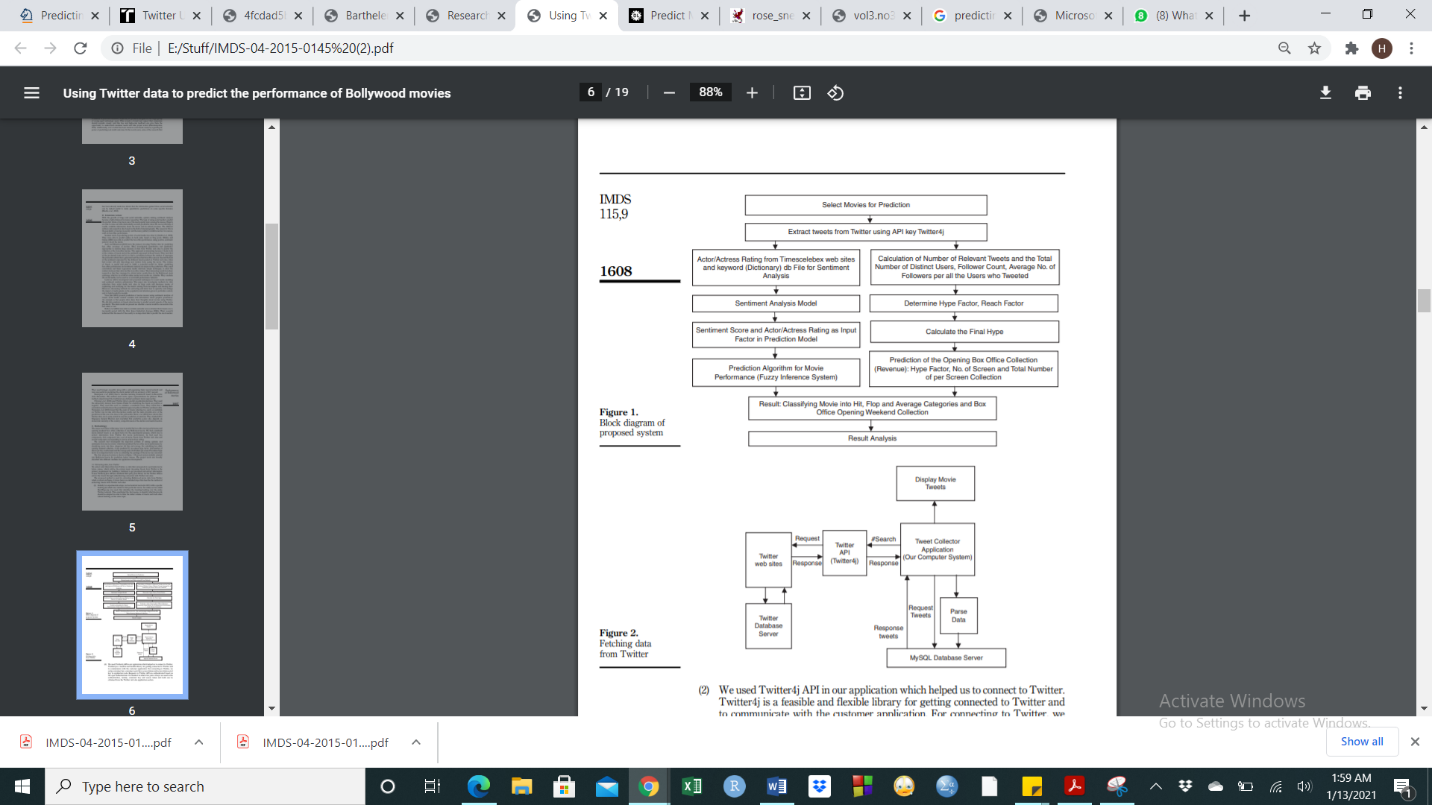 Predictin
Twitter U
4fcdad5
Barthele
Research
Using Tw
Predict M
rose_sne
vol3.no3
predictin
Microso
(8) What
File
E:/Stuff/IMDS-04-2015-0145%20(2).pdf
H
Using Twitter data to predict the performance of Bollywood movies
6 / 19
88%
3
4
5
6
IMDS
115,9
1608
Select Movies for Prediction
Extract tweets from Twitter using API key Twitter4j
Actor/Actress Rating from Timescelebex web sites
and keyword (Dictionary) db File for Sentiment
Analysis
Calculation of Number of Relevant Tweets and the Total
Number of Distinct Users, Follower Count, Average No. of
Followers per all the Users who Tweeted
Sentiment Analysis Model
Determine Hype Factor, Reach Factor
Sentiment Score and Actor/Actress Rating as Input
Factor in Prediction Model
Calculate the Final Hype
Prediction Algorithm for Movie
Performance (Fuzzy Inference System)
Prediction of the Opening Box Office Collection
(Revenue): Hype Factor, No. of Screen and Total Number
of per Screen Collection
Result: Classifying Movie into Hit, Flop and Average Categories and Box
Office Opening Weekend Collection
Result Analysis
Figure 1.
Block diagram of
proposed system
Display Movie
Tweets
Twitter
web sites
Request
Response
Twitter
API
(Twitter4j)
#Search
Response
Tweet Collector
Application
(Our Computer System)
Twitter
Database
Server
Response
tweets
Request
Tweets
Parse
Data
MySQL Database Server
Figure 2.
Fetching data
from Twitter
(2) We used Twitter4j API in our application which helped us to connect to Twitter.
Twitter4j is a feasible and flexible library for getting connected to Twitter and
to communicate with the customer application. For connecting to Twitter, we
Activate Windows
Go to Settings to activate Windows.
IMDS-04-2015-01....pdf
IMDS-04-2015-01....pdf
Show all
Type here to search
1:59 AM
1/13/2021
1